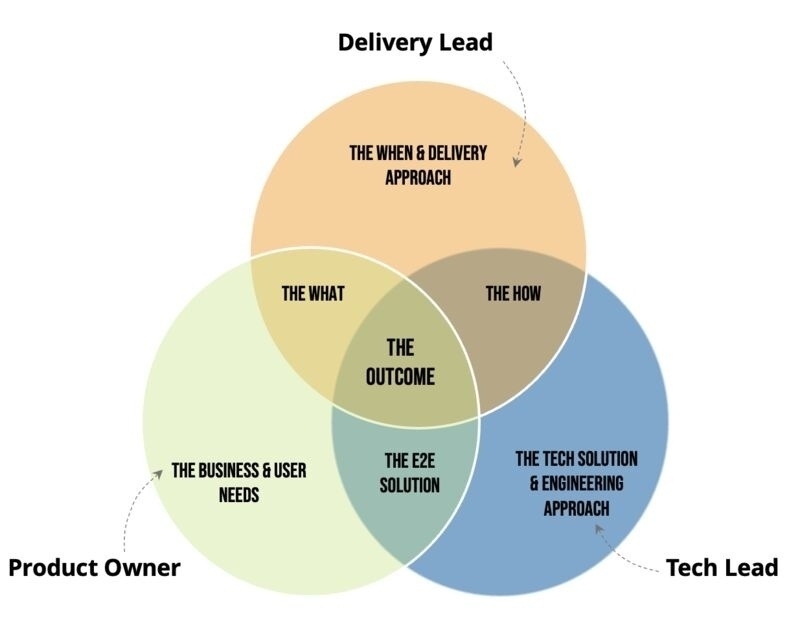 Delivery Lead
THE WHEN & DELIVERY
APPROACH
THE WHAT
THE HOW
THE
OUTCOME
THE BUSINESS & USER
NEEDS
THE E2E
SOLUTION
THE TECH SOLUTION
& ENGINEERING
APPROACH
Product Owner
Tech Lead